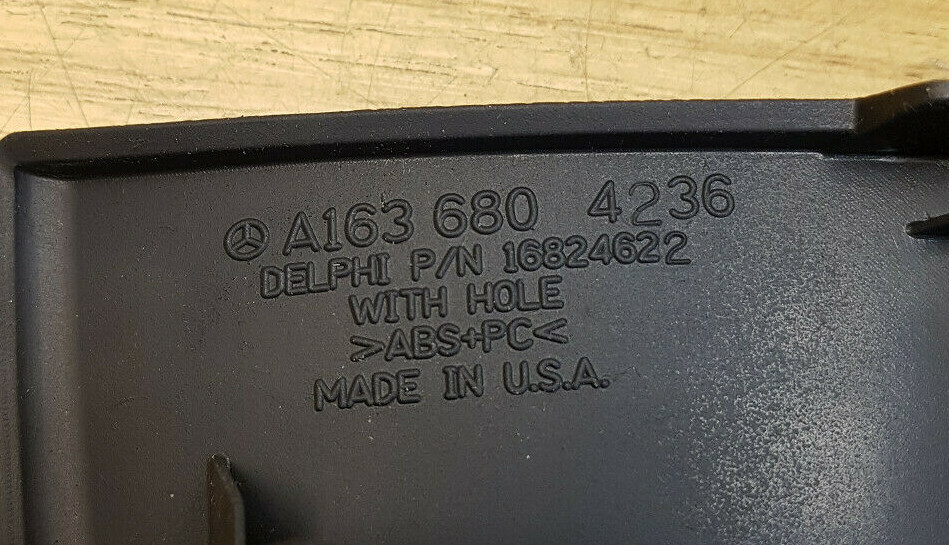 A163 680 4236
DELPHI P/N 16824622
WITH HOLE
>ABS+PC<
MADE IN U.S.A.